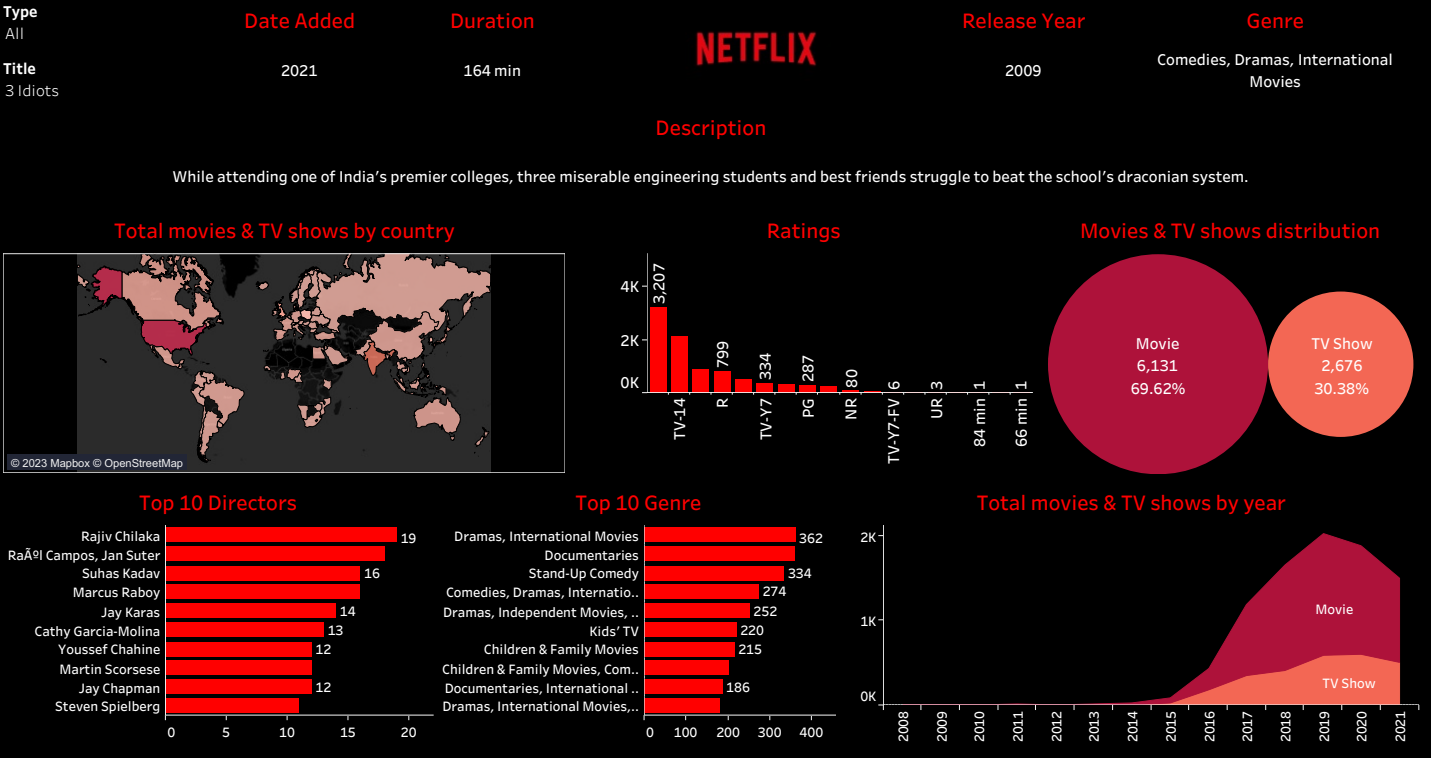 Type
All
Title
3 Idiots
Date Added
2021
Duration
164 min
NETFLIX
Release Year
2009
Genre
Comedies, Dramas, International
Movies
Description
While attending one of India's premier colleges, three miserable engineering students and best friends struggle to beat the school's draconian system.
Total movies & TV shows by country
© 2023 Mapbox © OpenStreetMap
Ratings
4K
2K
0K
3,207
799
334
287
80
6
3
1
1
TV-14
R
TV-Y7
PG
NR
TV-Y7-FV
UR
84 min
66 min
Movies & TV shows distribution
Movie
6,131
69.62%
TV Show
2,676
30.38%
Top 10 Directors
Rajiv Chilaka 19
RaÃºl Campos, Jan Suter
Suhas Kadav 16
Marcus Raboy
Jay Karas 14
Cathy Garcia-Molina 13
Youssef Chahine 12
Martin Scorsese
Jay Chapman 12
Steven Spielberg
0 5 10 15 20
Top 10 Genre
Dramas, International Movies 362
Documentaries
Stand-Up Comedy 334
Comedies, Dramas, Internatio.. 274
Dramas, Independent Movies, .. 252
Kids' TV 220
Children & Family Movies 215
Children & Family Movies, Com..
Documentaries, International .. 186
Dramas, International Movies,..
0 100 200 300 400
Total movies & TV shows by year
2K
1K
0K
Movie
TV Show
2008 2009 2010 2011 2012 2013 2014 2015 2016 2017 2018 2019 2020 2021